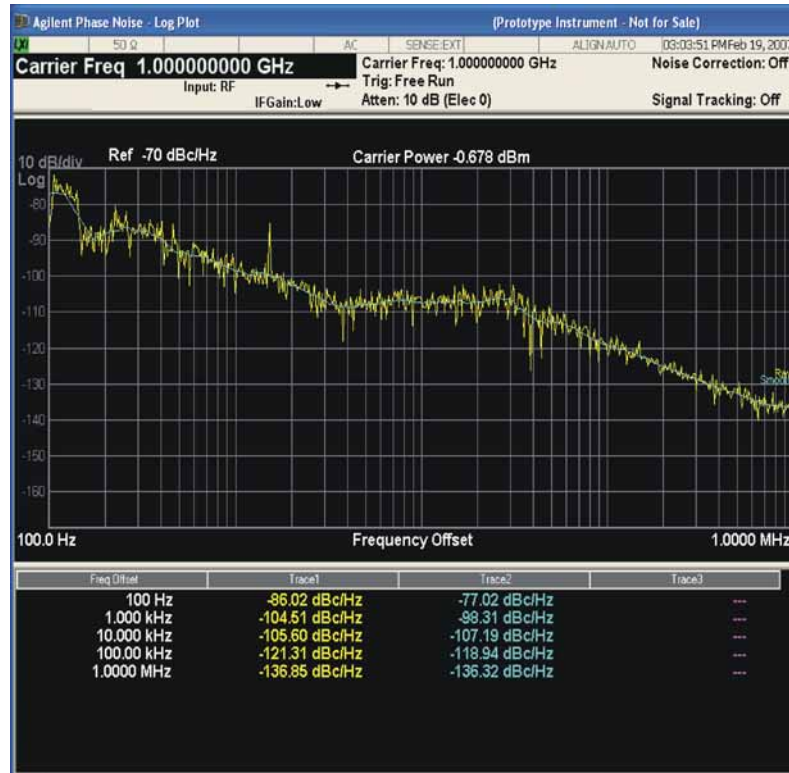 Agilent Phase Noise - Log Plot (Prototype Instrument - Not for Sale)
LXI 50 Ω AC SENSE:EXT ALIGNAUTO 03:03:51 PMFeb 19, 200
Carrier Freq 1.000000000 GHz Carrier Freq: 1.000000000 GHz Noise Correction: Off
Input: RF Trig: Free Run
IFGain:Low Atten: 10 dB (Elec 0) Signal Tracking: Off
10 dB/div Ref -70 dBc/Hz Carrier Power -0.678 dBm
Log
-80
-90
-100
-110
-120
-130
-140
-150
-160
100.0 Hz Frequency Offset 1.0000 MHz
Freq Offset Trace1 Trace2 Trace3
100 Hz -86.02 dBc/Hz -77.02 dBc/Hz ---
1.000 kHz -104.51 dBc/Hz -98.31 dBc/Hz ---
10.000 kHz -105.60 dBc/Hz -107.19 dBc/Hz ---
100.00 kHz -121.31 dBc/Hz -118.94 dBc/Hz ---
1.0000 MHz -136.85 dBc/Hz -136.32 dBc/Hz ---